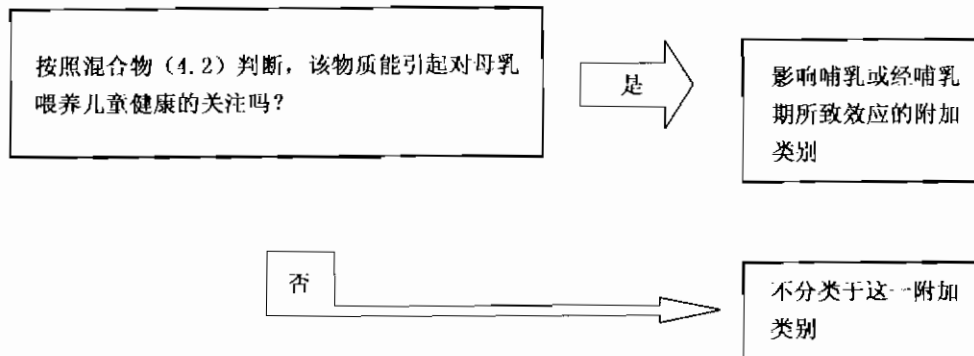 按照混合物（4.2）判断，该物质能引起对母乳
喂养儿童健康的关注吗？
是
影响哺乳或经哺乳
期所致效应的附加
类别
否
不分类于这一附加
类别